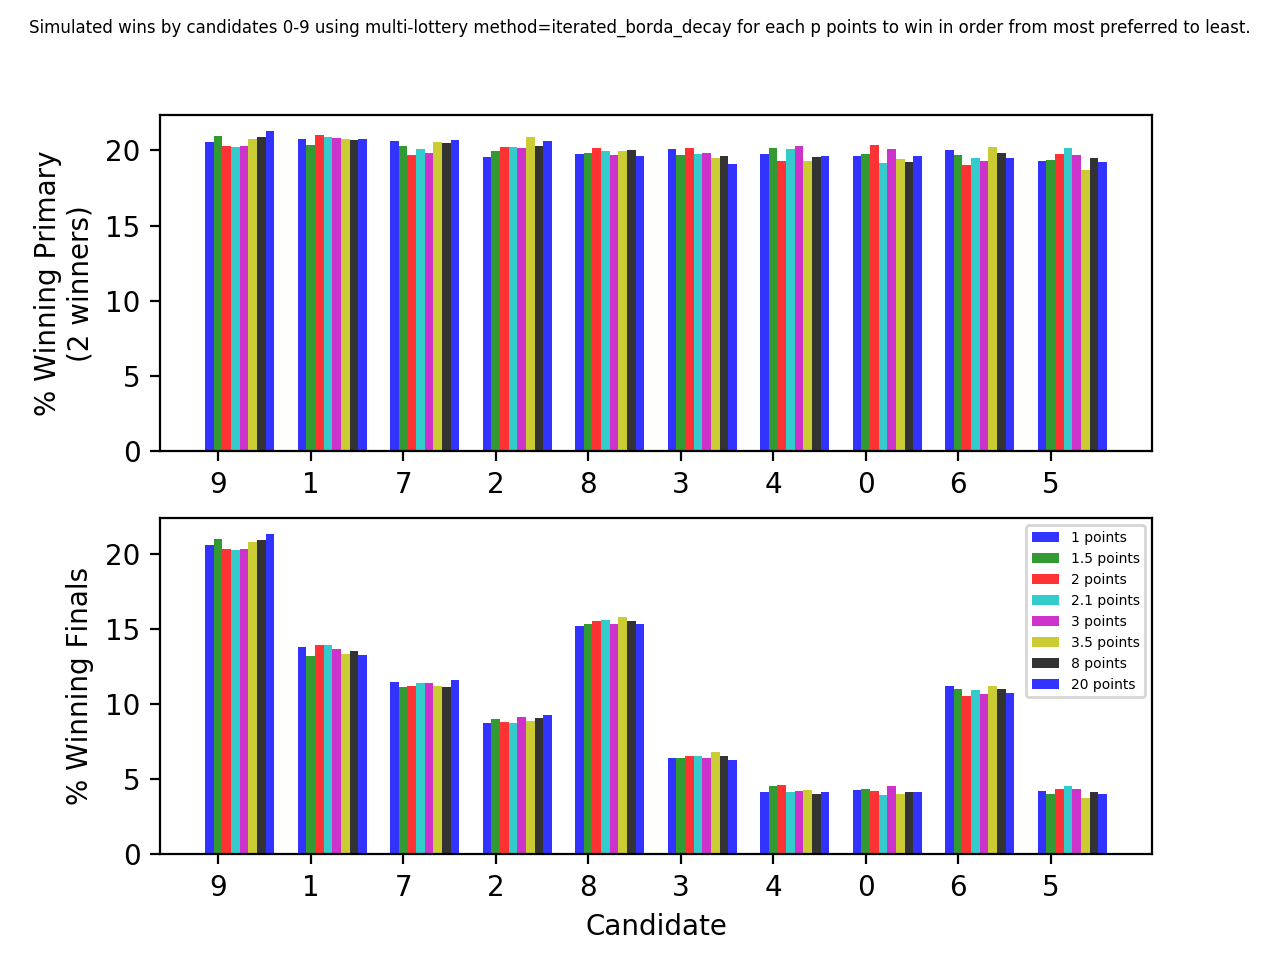 Simulated wins by candidates 0-9 using multi-lottery method=iterated_borda_decay for each p points to win in order from most preferred to least.
% Winning Primary
(2 winners)
20
15
10
5
0
9 1 7 2 8 3 4 0 6 5
% Winning Finals
20
15
10
5
0
1 points
1.5 points
2 points
2.1 points
3 points
3.5 points
8 points
20 points
9 1 7 2 8 3 4 0 6 5
Candidate